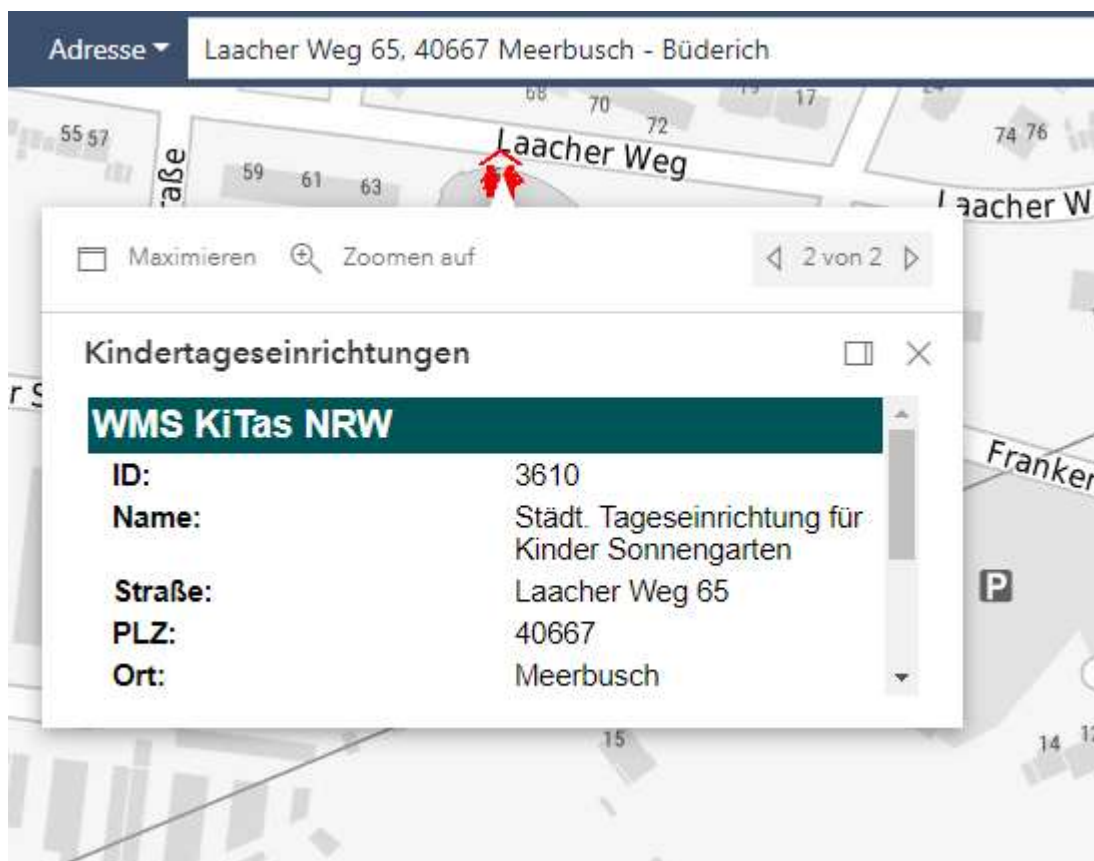 Adresse
Laacher Weg 65, 40667 Meerbusch - Büderich
68
70
72
17
74 76
55 57
59
61
63
aße
Laacher Weg
Laacher W
Maximieren
Zoomen auf
2 von 2
Kindertageseinrichtungen
r S
WMS KiTas NRW
ID: 3610
Name: Städt. Tageseinrichtung für
Kinder Sonnengarten
Straße: Laacher Weg 65
PLZ: 40667
Ort: Meerbusch
Franken
P
15
14